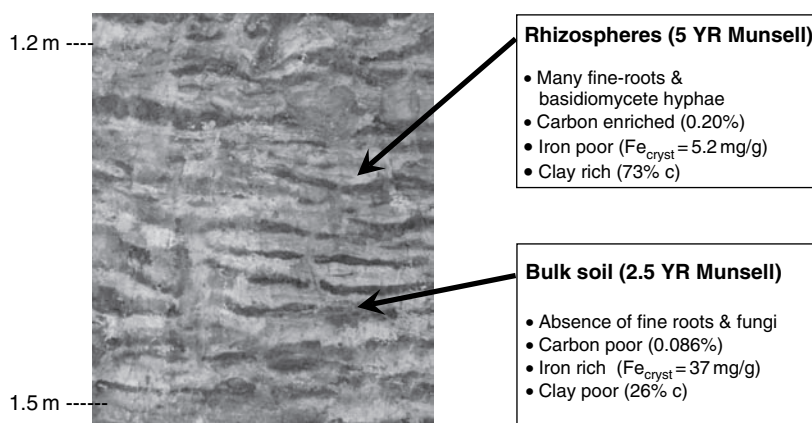 1.2 m ----
Rhizospheres (5 YR Munsell)
• Many fine-roots &
basidiomycete hyphae
• Carbon enriched (0.20%)
• Iron poor (Fecryst = 5.2 mg/g)
• Clay rich (73% c)
Bulk soil (2.5 YR Munsell)
• Absence of fine roots & fungi
• Carbon poor (0.086%)
• Iron rich (Fecryst = 37 mg/g)
• Clay poor (26% c)
1.5 m -----